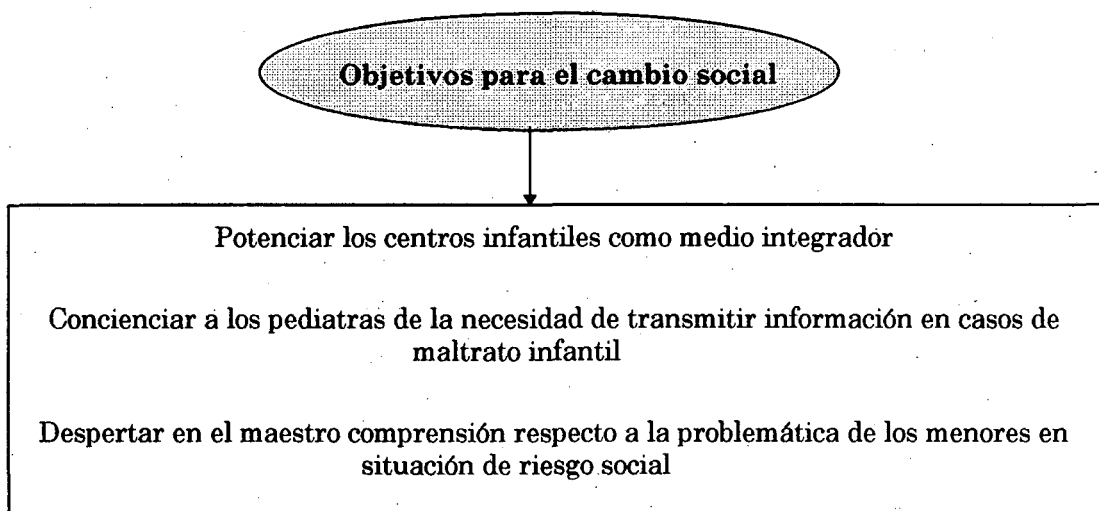 Objetivos para el cambio social
Potenciar los centros infantiles como medio integrador
Concienciar a los pediatras de la necesidad de transmitir información en casos de
maltrato infantil
Despertar en el maestro comprensión respecto a la problemática de los menores en
situación de riesgo social